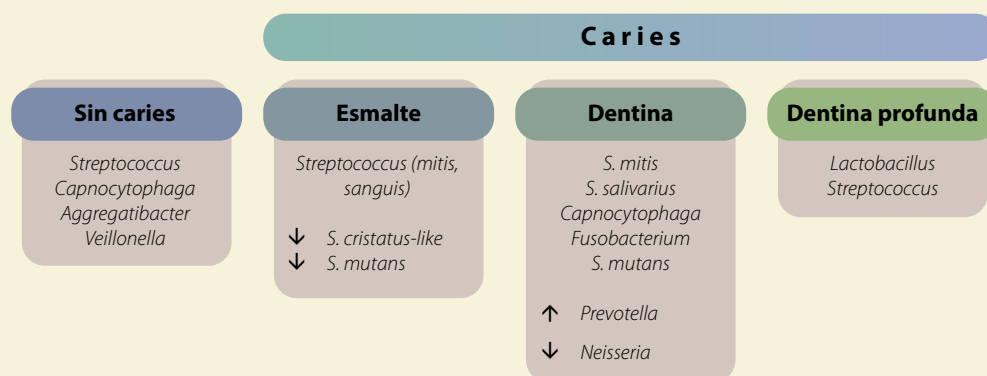 Caries
Sin caries
Streptococcus
Capnocytophaga
Aggregatibacter
Veillonella
Esmalte
Streptococcus (mitis,
sanguis)
↓ S. cristatus-like
↓ S. mutans
Dentina
S. mitis
S. salivarius
Capnocytophaga
Fusobacterium
S. mutans
↑ Prevotella
↓ Neisseria
Dentina profunda
Lactobacillus
Streptococcus